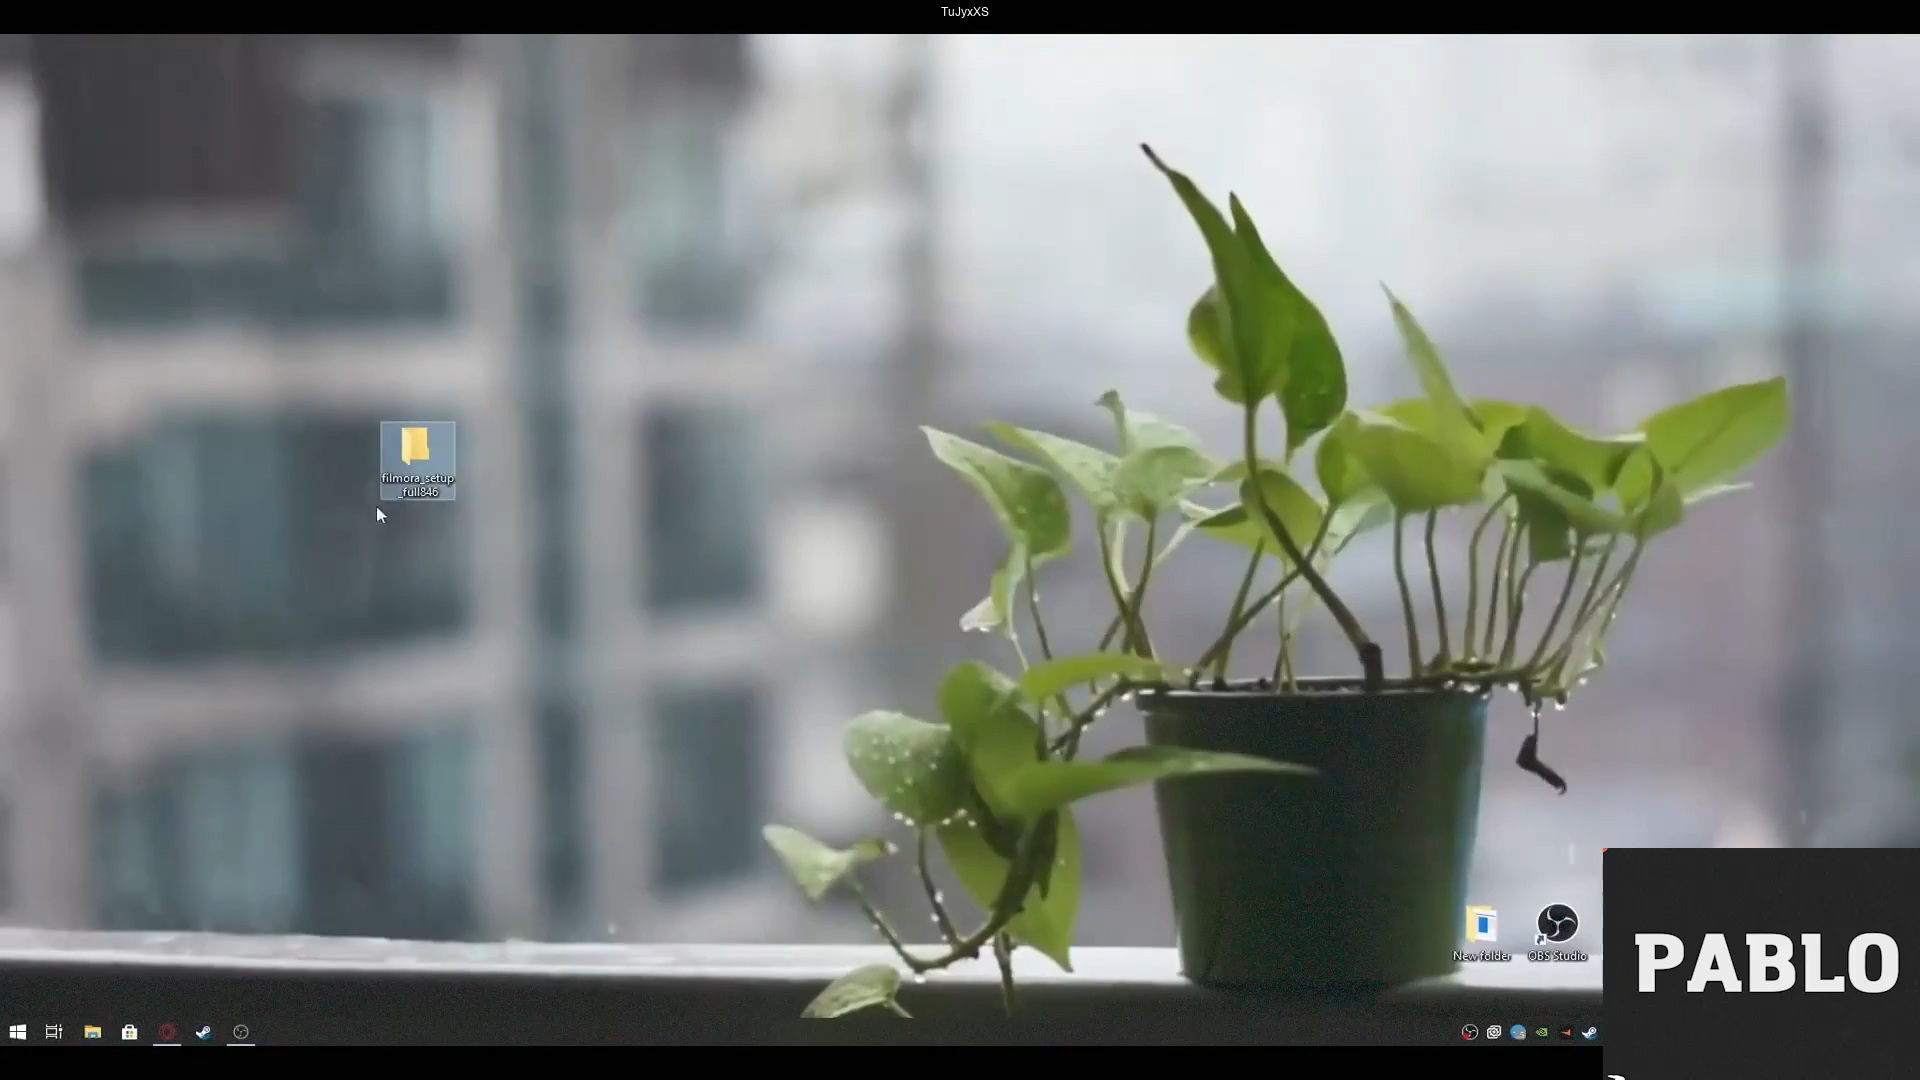 TuJyxXS
filmora_setup
_full846
New folder
OBS Studio
PABLO